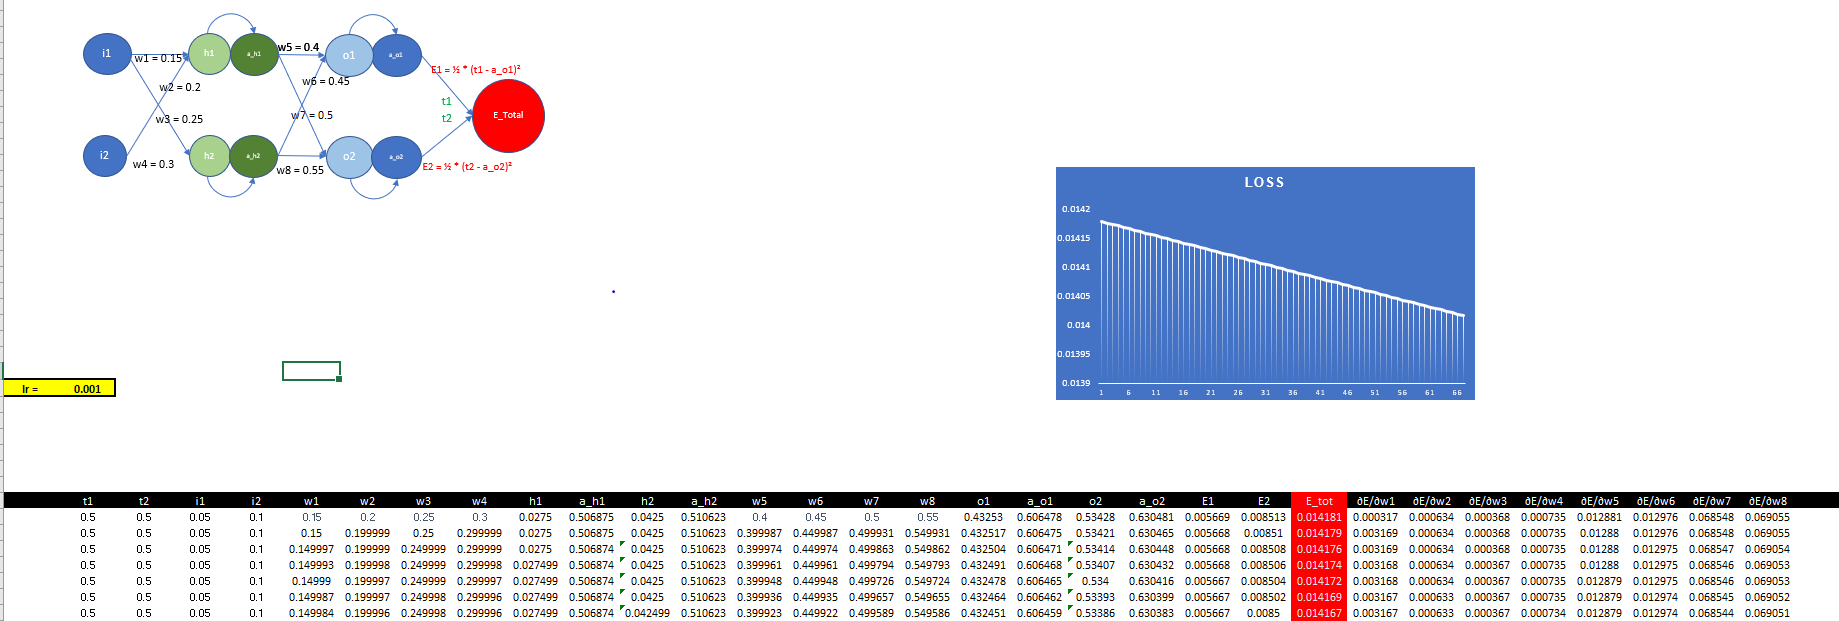 i1
w1 = 0.15
h1
a_h1
w5 = 0.4
o1
a_o1
E1 = ½ * (t1 - a_o1)²
w2 = 0.2
w6 = 0.45
t1
E_Total
w3 = 0.25
w7 = 0.5
t2
i2
w4 = 0.3
h2
a_h2
w8 = 0.55
o2
a_o2
E2 = ½ * (t2 - a_o2)²
LOSS
0.0142
0.01415
0.0141
0.01405
0.014
0.01395
0.0139
1 6 11 16 21 26 31 36 41 46 51 56 61 66
lr = 0.001
t1 t2 i1 i2 w1 w2 w3 w4 h1 a_h1 h2 a_h2 w5 w6 w7 w8 o1 a_o1 o2 a_o2 E1 E2 E_tot ∂E/∂w1 ∂E/∂w2 ∂E/∂w3 ∂E/∂w4 ∂E/∂w5 ∂E/∂w6 ∂E/∂w7 ∂E/∂w8
0.5 0.5 0.05 0.1 0.15 0.2 0.25 0.3 0.0275 0.506875 0.0425 0.510623 0.4 0.45 0.5 0.55 0.43253 0.606478 0.53428 0.630481 0.005669 0.008513 0.014181 0.000317 0.000634 0.000368 0.000735 0.012881 0.012976 0.068548 0.069055
0.5 0.5 0.05 0.1 0.15 0.199999 0.25 0.299999 0.0275 0.506875 0.0425 0.510623 0.399987 0.449987 0.499931 0.549931 0.432517 0.606475 0.53421 0.630465 0.005668 0.00851 0.014179 0.003169 0.000634 0.000368 0.000735 0.01288 0.012976 0.068548 0.069055
0.5 0.5 0.05 0.1 0.149997 0.199999 0.249999 0.299999 0.0275 0.506874 0.0425 0.510623 0.399974 0.449974 0.499863 0.549862 0.432504 0.606471 0.53414 0.630448 0.005668 0.008508 0.014176 0.003169 0.000634 0.000368 0.000735 0.01288 0.012975 0.068547 0.069054
0.5 0.5 0.05 0.1 0.149993 0.199998 0.249999 0.299998 0.027499 0.506874 0.0425 0.510623 0.399961 0.449961 0.499794 0.549793 0.432491 0.606468 0.53407 0.630432 0.005668 0.008506 0.014174 0.003168 0.000634 0.000367 0.000735 0.01288 0.012975 0.068546 0.069053
0.5 0.5 0.05 0.1 0.14999 0.199997 0.249999 0.299997 0.027499 0.506874 0.0425 0.510623 0.399948 0.449948 0.499726 0.549724 0.432478 0.606465 0.534 0.630416 0.005667 0.008504 0.014172 0.003168 0.000634 0.000367 0.000735 0.012879 0.012975 0.068546 0.069053
0.5 0.5 0.05 0.1 0.149987 0.199997 0.249998 0.299996 0.027499 0.506874 0.0425 0.510623 0.399936 0.449935 0.499657 0.549655 0.432464 0.606462 0.53393 0.630399 0.005667 0.008502 0.014169 0.003167 0.000633 0.000367 0.000735 0.012879 0.012974 0.068545 0.069052
0.5 0.5 0.05 0.1 0.149984 0.199996 0.249998 0.299996 0.027499 0.506874 0.042499 0.510623 0.399923 0.449922 0.499589 0.549586 0.432451 0.606459 0.53386 0.630383 0.005667 0.0085 0.014167 0.003167 0.000633 0.000367 0.000734 0.012879 0.012974 0.068544 0.069051